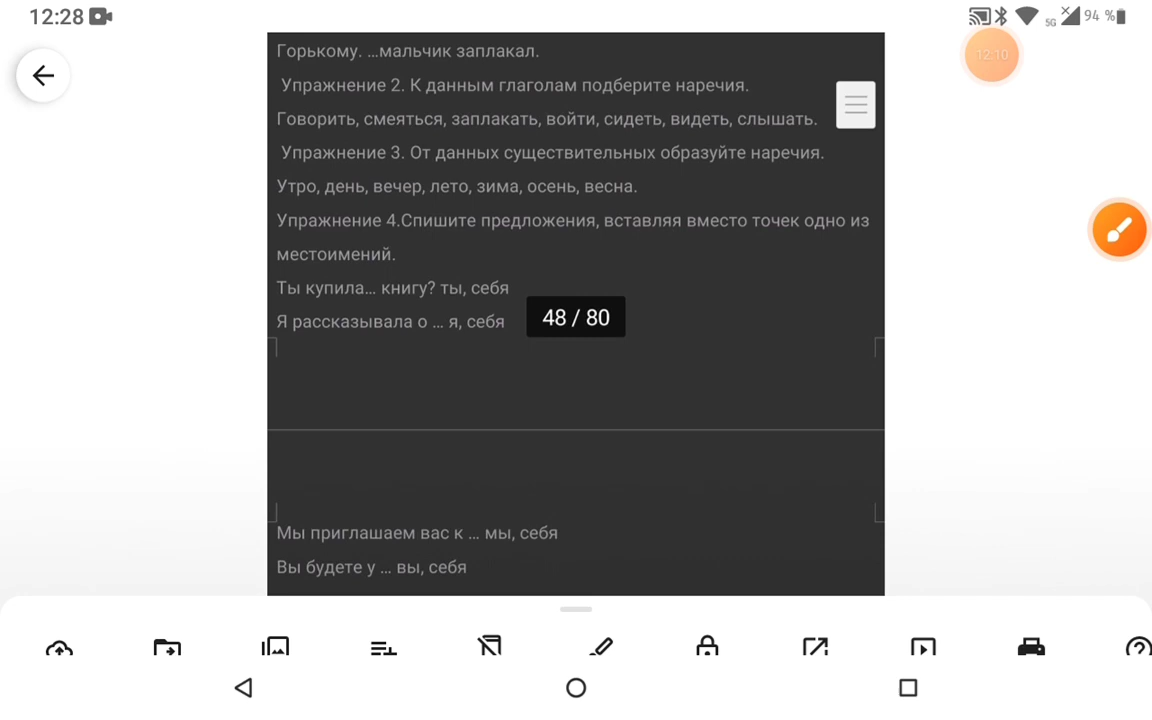 12:28
5G
94 %
12:10
Горькому. …мальчик заплакал.
Упражнение 2. К данным глаголам подберите наречия.
Говорить, смеяться, заплакать, войти, сидеть, видеть, слышать.
Упражнение 3. От данных существительных образуйте наречия.
Утро, день, вечер, лето, зима, осень, весна.
Упражнение 4.Спишите предложения, вставляя вместо точек одно из
местоимений.
Ты купила… книгу? ты, себя
Я рассказывала о … я, себя
48 / 80
Мы приглашаем вас к … мы, себя
Вы будете у … вы, себя